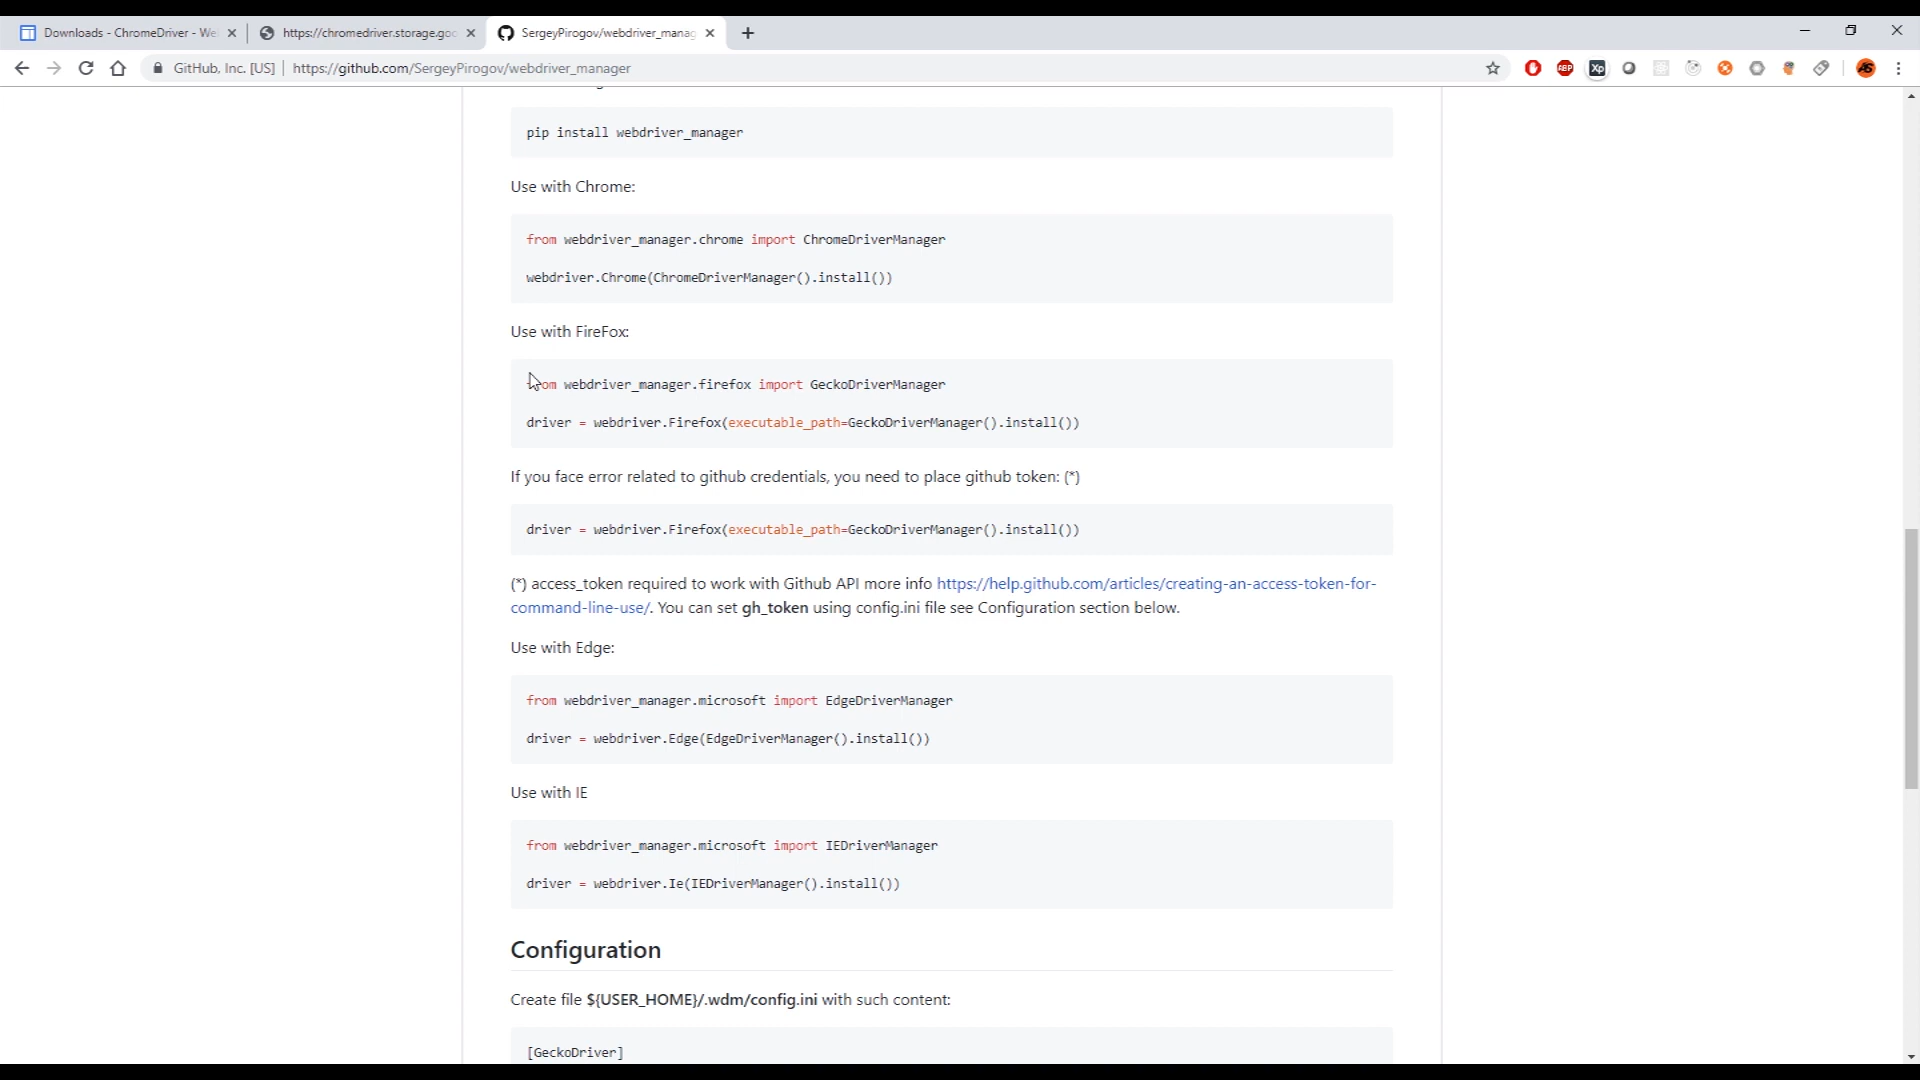 Downloads - ChromeDriver - We
https://chromedriver.storage.goo
SergeyPirogov/webdriver_manag
GitHub, Inc. [US]
https://github.com/SergeyPirogov/webdriver_manager
ABP
Xp
pip install webdriver_manager
Use with Chrome:
from webdriver_manager.chrome import ChromeDriverManager
webdriver.Chrome(ChromeDriverManager().install())
Use with FireFox:
from webdriver_manager.firefox import GeckoDriverManager
driver = webdriver.Firefox(executable_path=GeckoDriverManager().install())
If you face error related to github credentials, you need to place github token: (*)
driver = webdriver.Firefox(executable_path=GeckoDriverManager().install())
(*) access_token required to work with Github API more info https://help.github.com/articles/creating-an-access-token-for-
command-line-use/. You can set gh_token using config.ini file see Configuration section below.
Use with Edge:
from webdriver_manager.microsoft import EdgeDriverManager
driver = webdriver.Edge(EdgeDriverManager().install())
Use with IE
from webdriver_manager.microsoft import IEDriverManager
driver = webdriver.Ie(IEDriverManager().install())
Configuration
Create file ${USER_HOME}/.wdm/config.ini with such content:
[GeckoDriver]